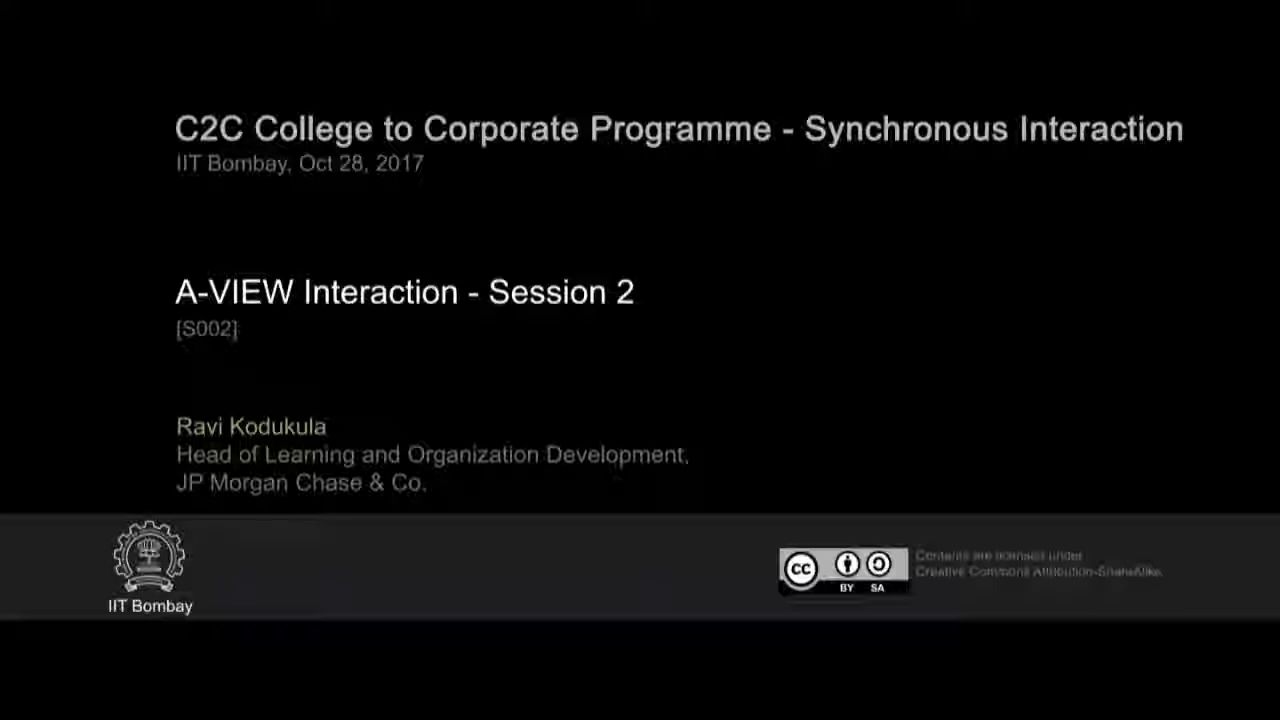 C2C College to Corporate Programme - Synchronous Interaction
IIT Bombay, Oct 28, 2017
A-VIEW Interaction - Session 2
[S002]
Ravi Kodukula
Head of Learning and Organization Development,
JP Morgan Chase & Co.
IIT Bombay
cc
BY SA
Contents are licensed under
Creative Commons Attribution-ShareAlike